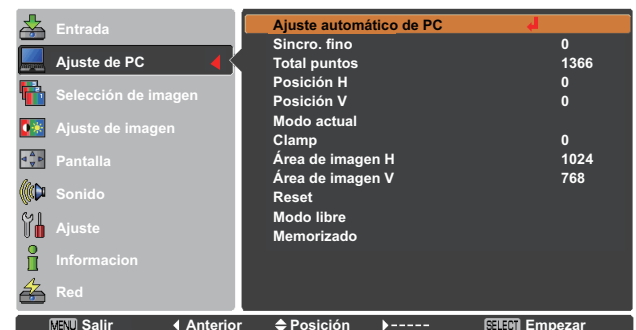 Entrada
Ajuste de PC
Selección de imagen
Ajuste de imagen
Pantalla
Sonido
Ajuste
Informacion
Red
Ajuste automático de PC
Sincro. fino 0
Total puntos 1366
Posición H 0
Posición V 0
Modo actual
Clamp 0
Área de imagen H 1024
Área de imagen V 768
Reset
Modo libre
Memorizado
MENU Salir Anterior Posición ----- SELECT Empezar